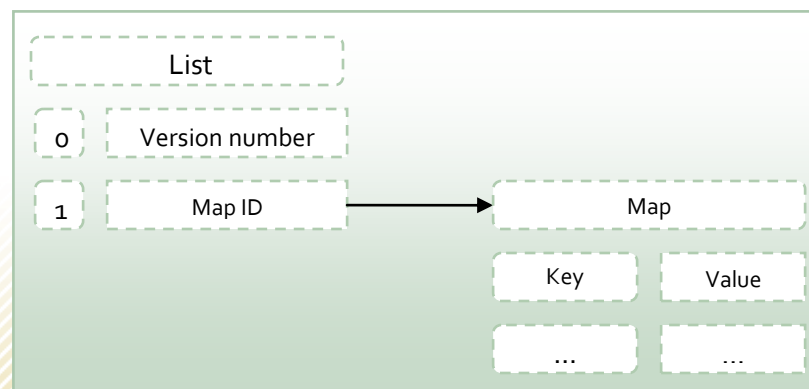 List
0 Version number
1 Map ID
Map
Key Value
... ...